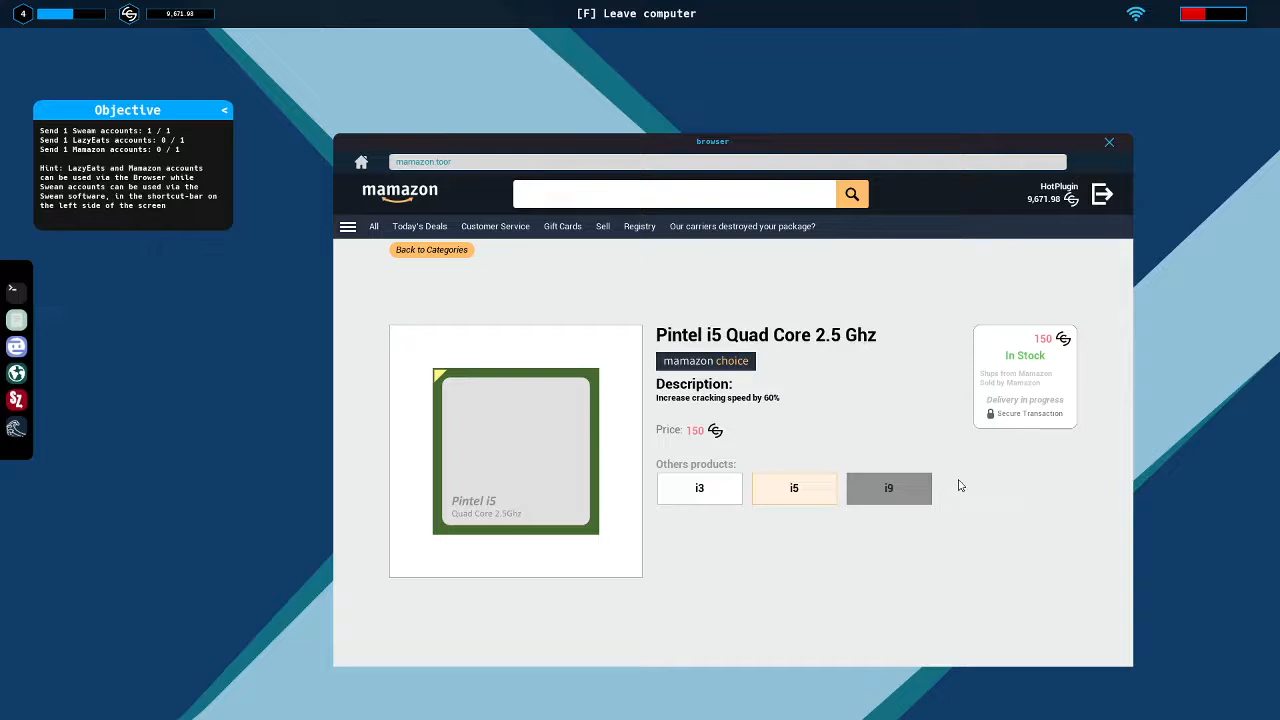 4
9,671.98
[F] Leave computer
Objective
<
Send 1 Sweam accounts: 1 / 1
Send 1 LazyEats accounts: 0 / 1
Send 1 Mamazon accounts: 0 / 1
Hint: LazyEats and Mamazon accounts
can be used via the Browser while
Sweam accounts can be used via the
Sweam software, in the shortcut-bar on
the left side of the screen
browser
mamazon.toor
mamazon
HotPlugin
9,671.98
All Today's Deals Customer Service Gift Cards Sell Registry Our carriers destroyed your package?
Back to Categories
Pintel i5 Quad Core 2.5 Ghz
mamazon choice
Description:
Increase cracking speed by 60%
Price: 150
Others products:
i3 i5 i9
Pintel i5
Quad Core 2.5Ghz
150
In Stock
Ships from Mamazon
Sold by Mamazon
Delivery in progress
Secure Transaction
>_
SZ